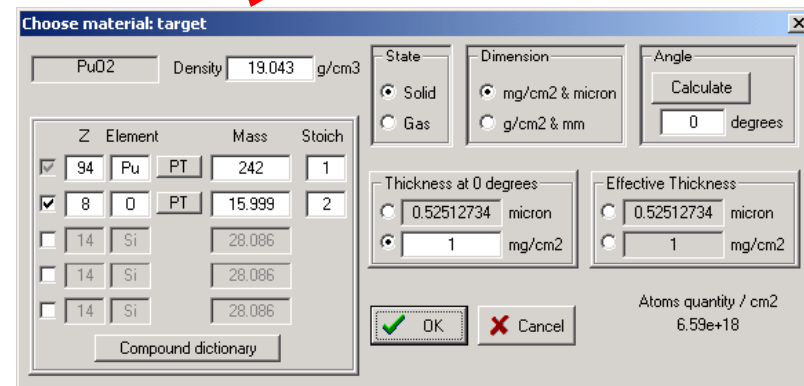 Choose material: target
PuO2 Density 19.043 g/cm3
Z Element Mass Stoich
94 Pu PT 242 1
8 O PT 15.999 2
14 Si 28.086
14 Si 28.086
14 Si 28.086
Compound dictionary
State
Solid
Gas
Dimension
mg/cm2 & micron
g/cm2 & mm
Angle
Calculate
0 degrees
Thickness at 0 degrees
0.52512734 micron
1 mg/cm2
Effective Thickness
0.52512734 micron
1 mg/cm2
OK
Cancel
Atoms quantity / cm2
6.59e+18